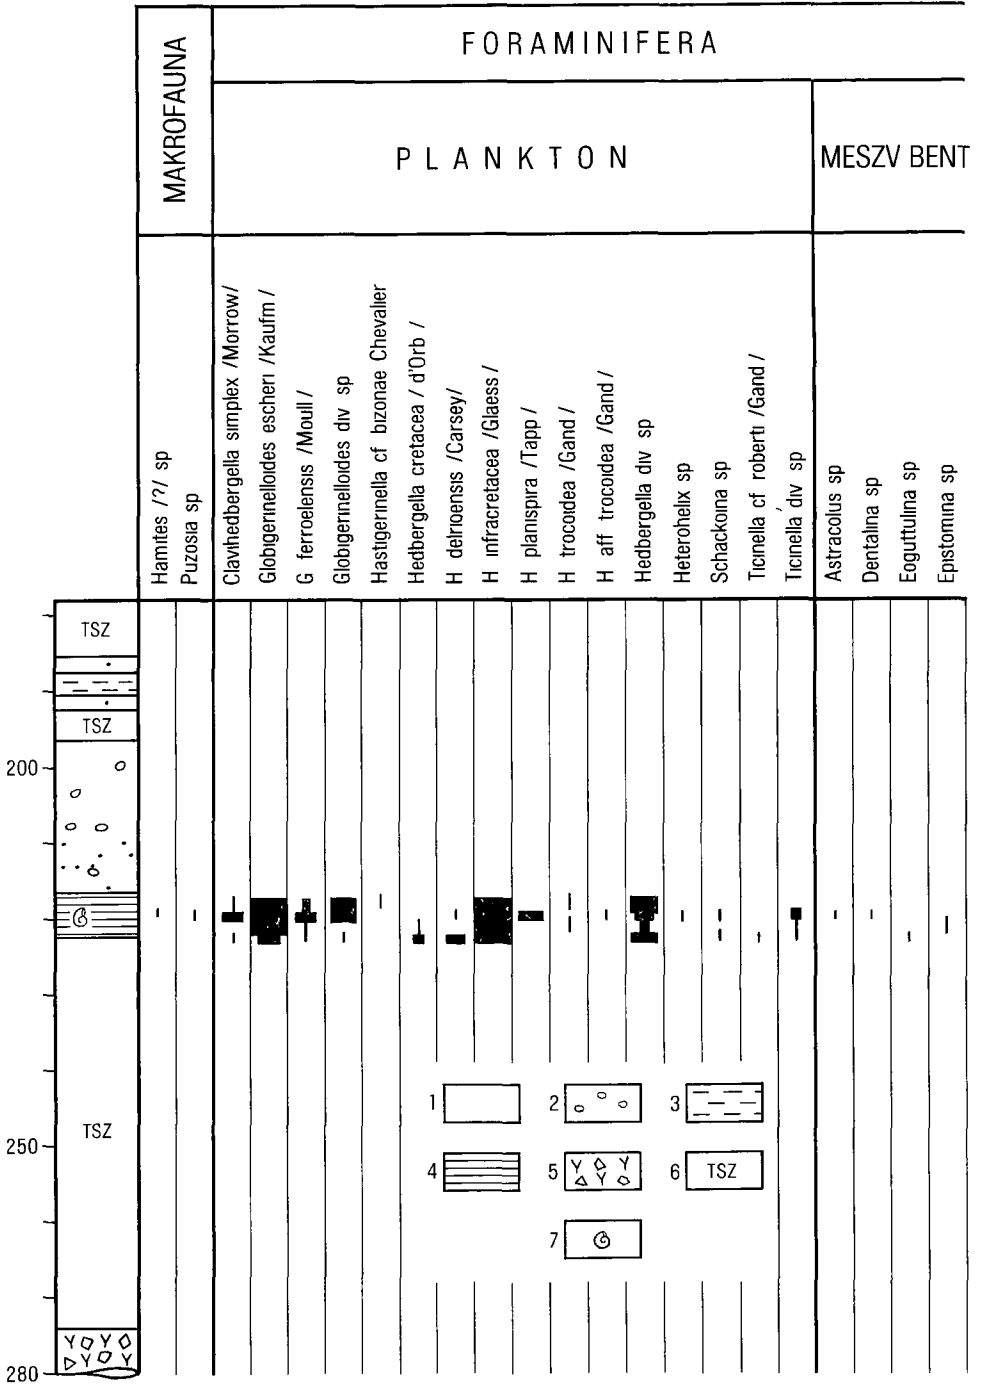 FORAMINIFERA
MAKROFAUNA
PLANKTON
MESZV BENT
Hamites /?/ sp
Puzosia sp
Clavihedbergella simplex /Morrow/
Globigerinelloides escheri /Kaufm/
G ferroelensis /Moull/
Globigerinelloides div sp
Hastigerinella cf bizonae Chevalier
Hedbergella cretacea /d'Orb/
H delrioensis /Carsey/
H infracretacea /Glaess/
H planispira /Tapp/
H trocoidea /Gand/
H aff trocoidea /Gand/
Hedbergella div sp
Heterohelix sp
Schackoina sp
Ticinella cf roberti /Gand/
Ticinella div sp
Astracolus sp
Dentalina sp
Eoguttulina sp
Epistomina sp
TSZ
TSZ
200
1
2
3
250
TSZ
4
5
6 TSZ
7
280